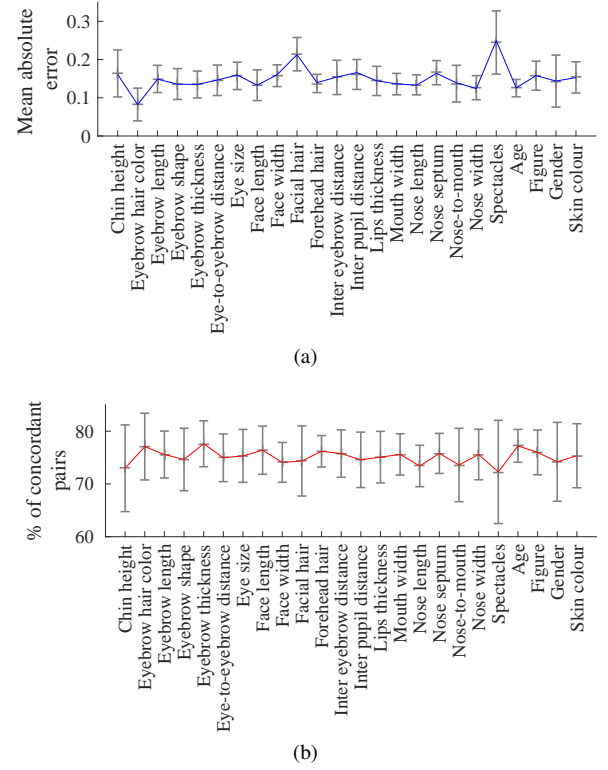 0.3
0.2
0.1
0
Mean absolute
error
Chin height
Eyebrow hair color
Eyebrow length
Eyebrow shape
Eyebrow thickness
Eye-to-eyebrow distance
Eye size
Face length
Face width
Facial hair
Forehead hair
Inter eyebrow distance
Inter pupil distance
Lips thickness
Mouth width
Nose length
Nose septum
Nose-to-mouth
Nose width
Spectacles
Age
Figure
Gender
Skin colour
(a)
80
70
60
% of concordant
pairs
Chin height
Eyebrow hair color
Eyebrow length
Eyebrow shape
Eyebrow thickness
Eye-to-eyebrow distance
Eye size
Face length
Face width
Facial hair
Forehead hair
Inter eyebrow distance
Inter pupil distance
Lips thickness
Mouth width
Nose length
Nose septum
Nose-to-mouth
Nose width
Spectacles
Age
Figure
Gender
Skin colour
(b)